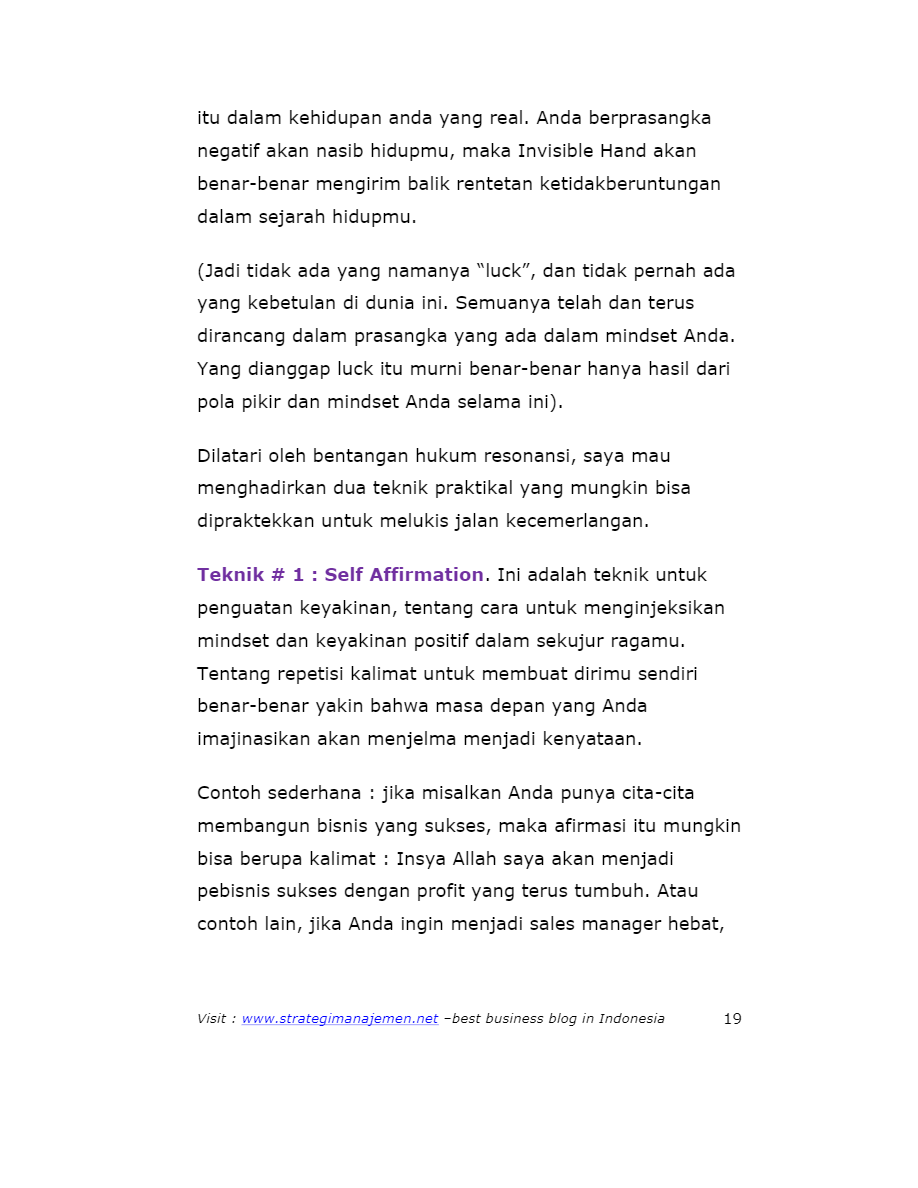 itu dalam kehidupan anda yang real. Anda berprasangka
negatif akan nasib hidupmu, maka Invisible Hand akan
benar-benar mengirim balik rentetan ketidakberuntungan
dalam sejarah hidupmu.
(Jadi tidak ada yang namanya “luck”, dan tidak pernah ada
yang kebetulan di dunia ini. Semuanya telah dan terus
dirancang dalam prasangka yang ada dalam mindset Anda.
Yang dianggap luck itu murni benar-benar hanya hasil dari
pola pikir dan mindset Anda selama ini).
Dilatari oleh bentangan hukum resonansi, saya mau
menghadirkan dua teknik praktikal yang mungkin bisa
dipraktekkan untuk melukis jalan kecemerlangan.
Teknik # 1 : Self Affirmation. Ini adalah teknik untuk
penguatan keyakinan, tentang cara untuk menginjeksikan
mindset dan keyakinan positif dalam sekujur ragamu.
Tentang repetisi kalimat untuk membuat dirimu sendiri
benar-benar yakin bahwa masa depan yang Anda
imajinasikan akan menjelma menjadi kenyataan.
Contoh sederhana : jika misalkan Anda punya cita-cita
membangun bisnis yang sukses, maka afirmasi itu mungkin
bisa berupa kalimat : Insya Allah saya akan menjadi
pebisnis sukses dengan profit yang terus tumbuh. Atau
contoh lain, jika Anda ingin menjadi sales manager hebat,
Visit : www.strategimanajemen.net –best business blog in Indonesia 19